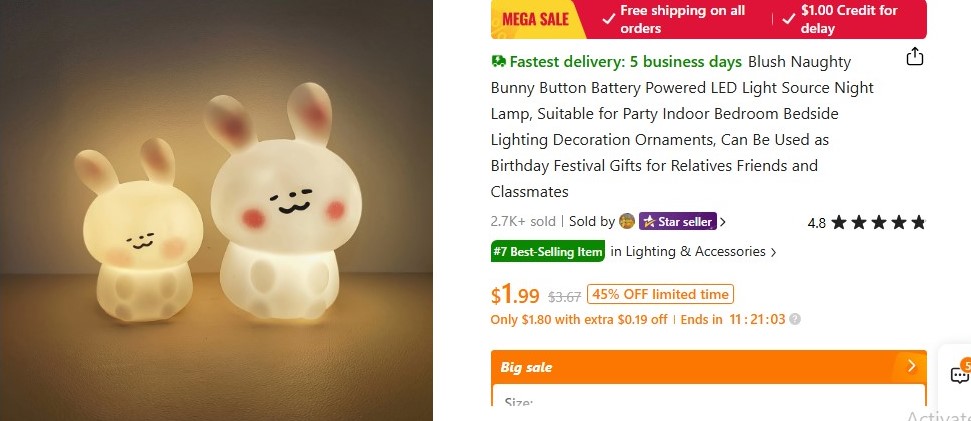 MEGA SALE
Free shipping on all orders
$1.00 Credit for delay
Fastest delivery: 5 business days Blush Naughty
Bunny Button Battery Powered LED Light Source Night
Lamp, Suitable for Party Indoor Bedroom Bedside
Lighting Decoration Ornaments, Can Be Used as
Birthday Festival Gifts for Relatives Friends and
Classmates
2.7K+ sold | Sold by Star seller >
4.8
#7 Best-Selling Item in Lighting & Accessories >
$1.99 $3.67 45% OFF limited time
Only $1.80 with extra $0.19 off | Ends in 11:21:03 ?
Big sale >
Size: